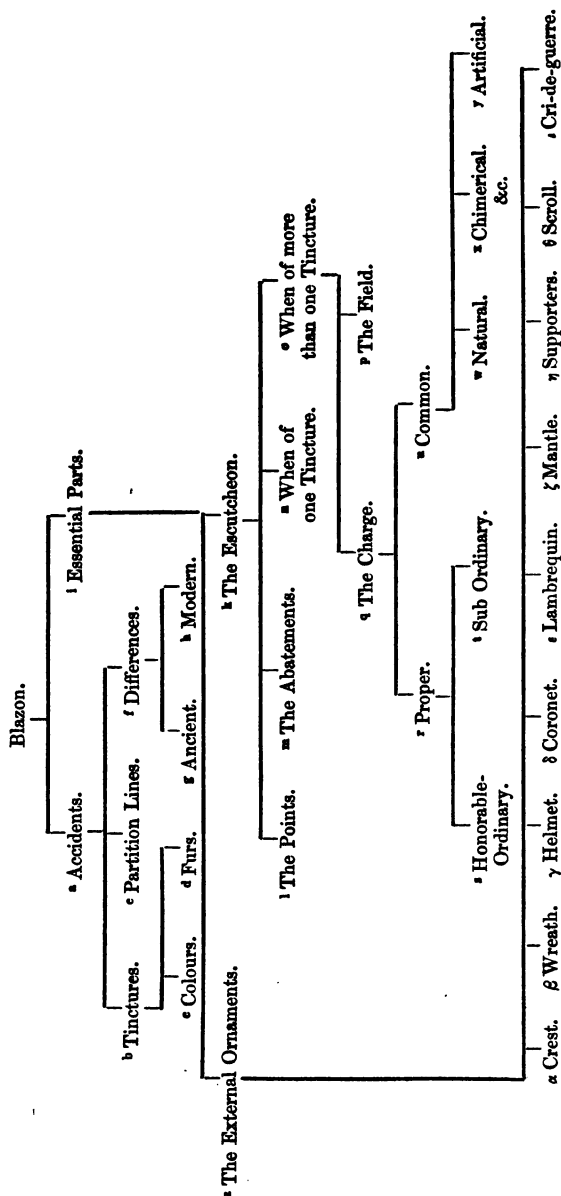 Blazon.
a Accidents. i Essential Parts.
b Tinctures. e Partition Lines. f Differences.
c Colours. d Furs. g Ancient. h Modern.
z The External Ornaments. k The Escutcheon.
l The Points. m The Abatements. n When of o When of more
one Tincture. than one Tincture.
q The Charge. p The Field.
r Proper. u Common.
s Honorable- t Sub Ordinary. w Natural. x Chimerical. y Artificial.
Ordinary. &c.
α Crest. β Wreath. γ Helmet. δ Coronet. ε Lambrequin. ζ Mantle. η Supporters. θ Scroll. ι Cri-de-guerre.